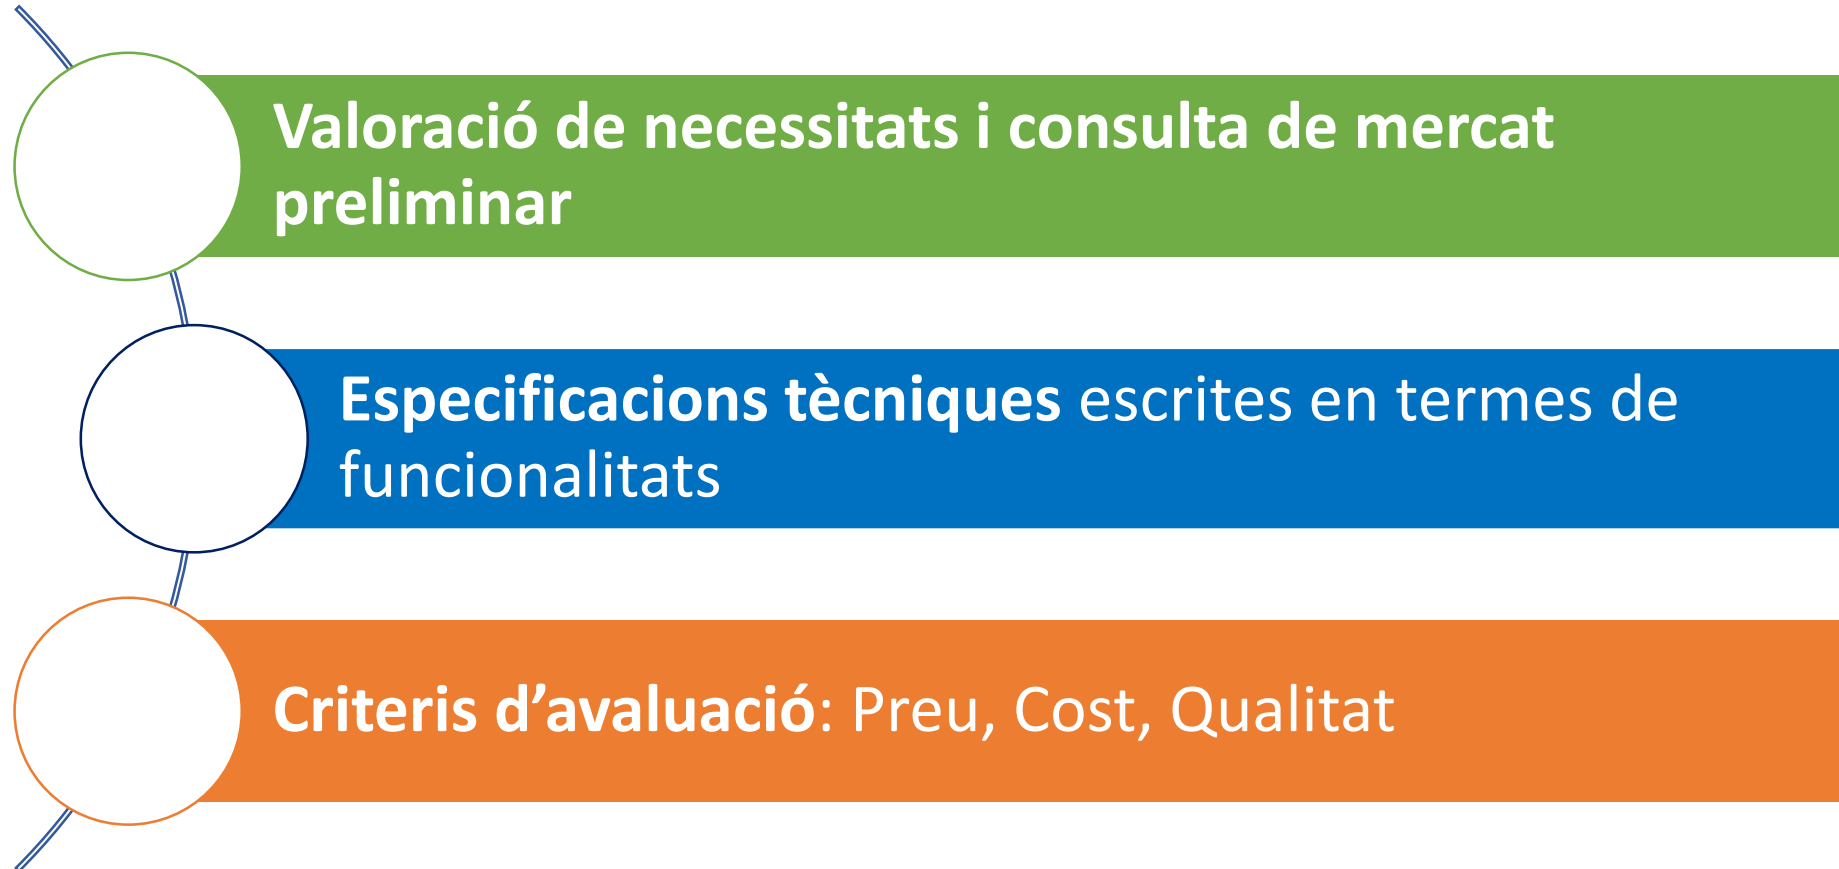 Valoració de necessitats i consulta de mercat
preliminar
Especificacions tècniques escrites en termes de
funcionalitats
Criteris d’avaluació: Preu, Cost, Qualitat